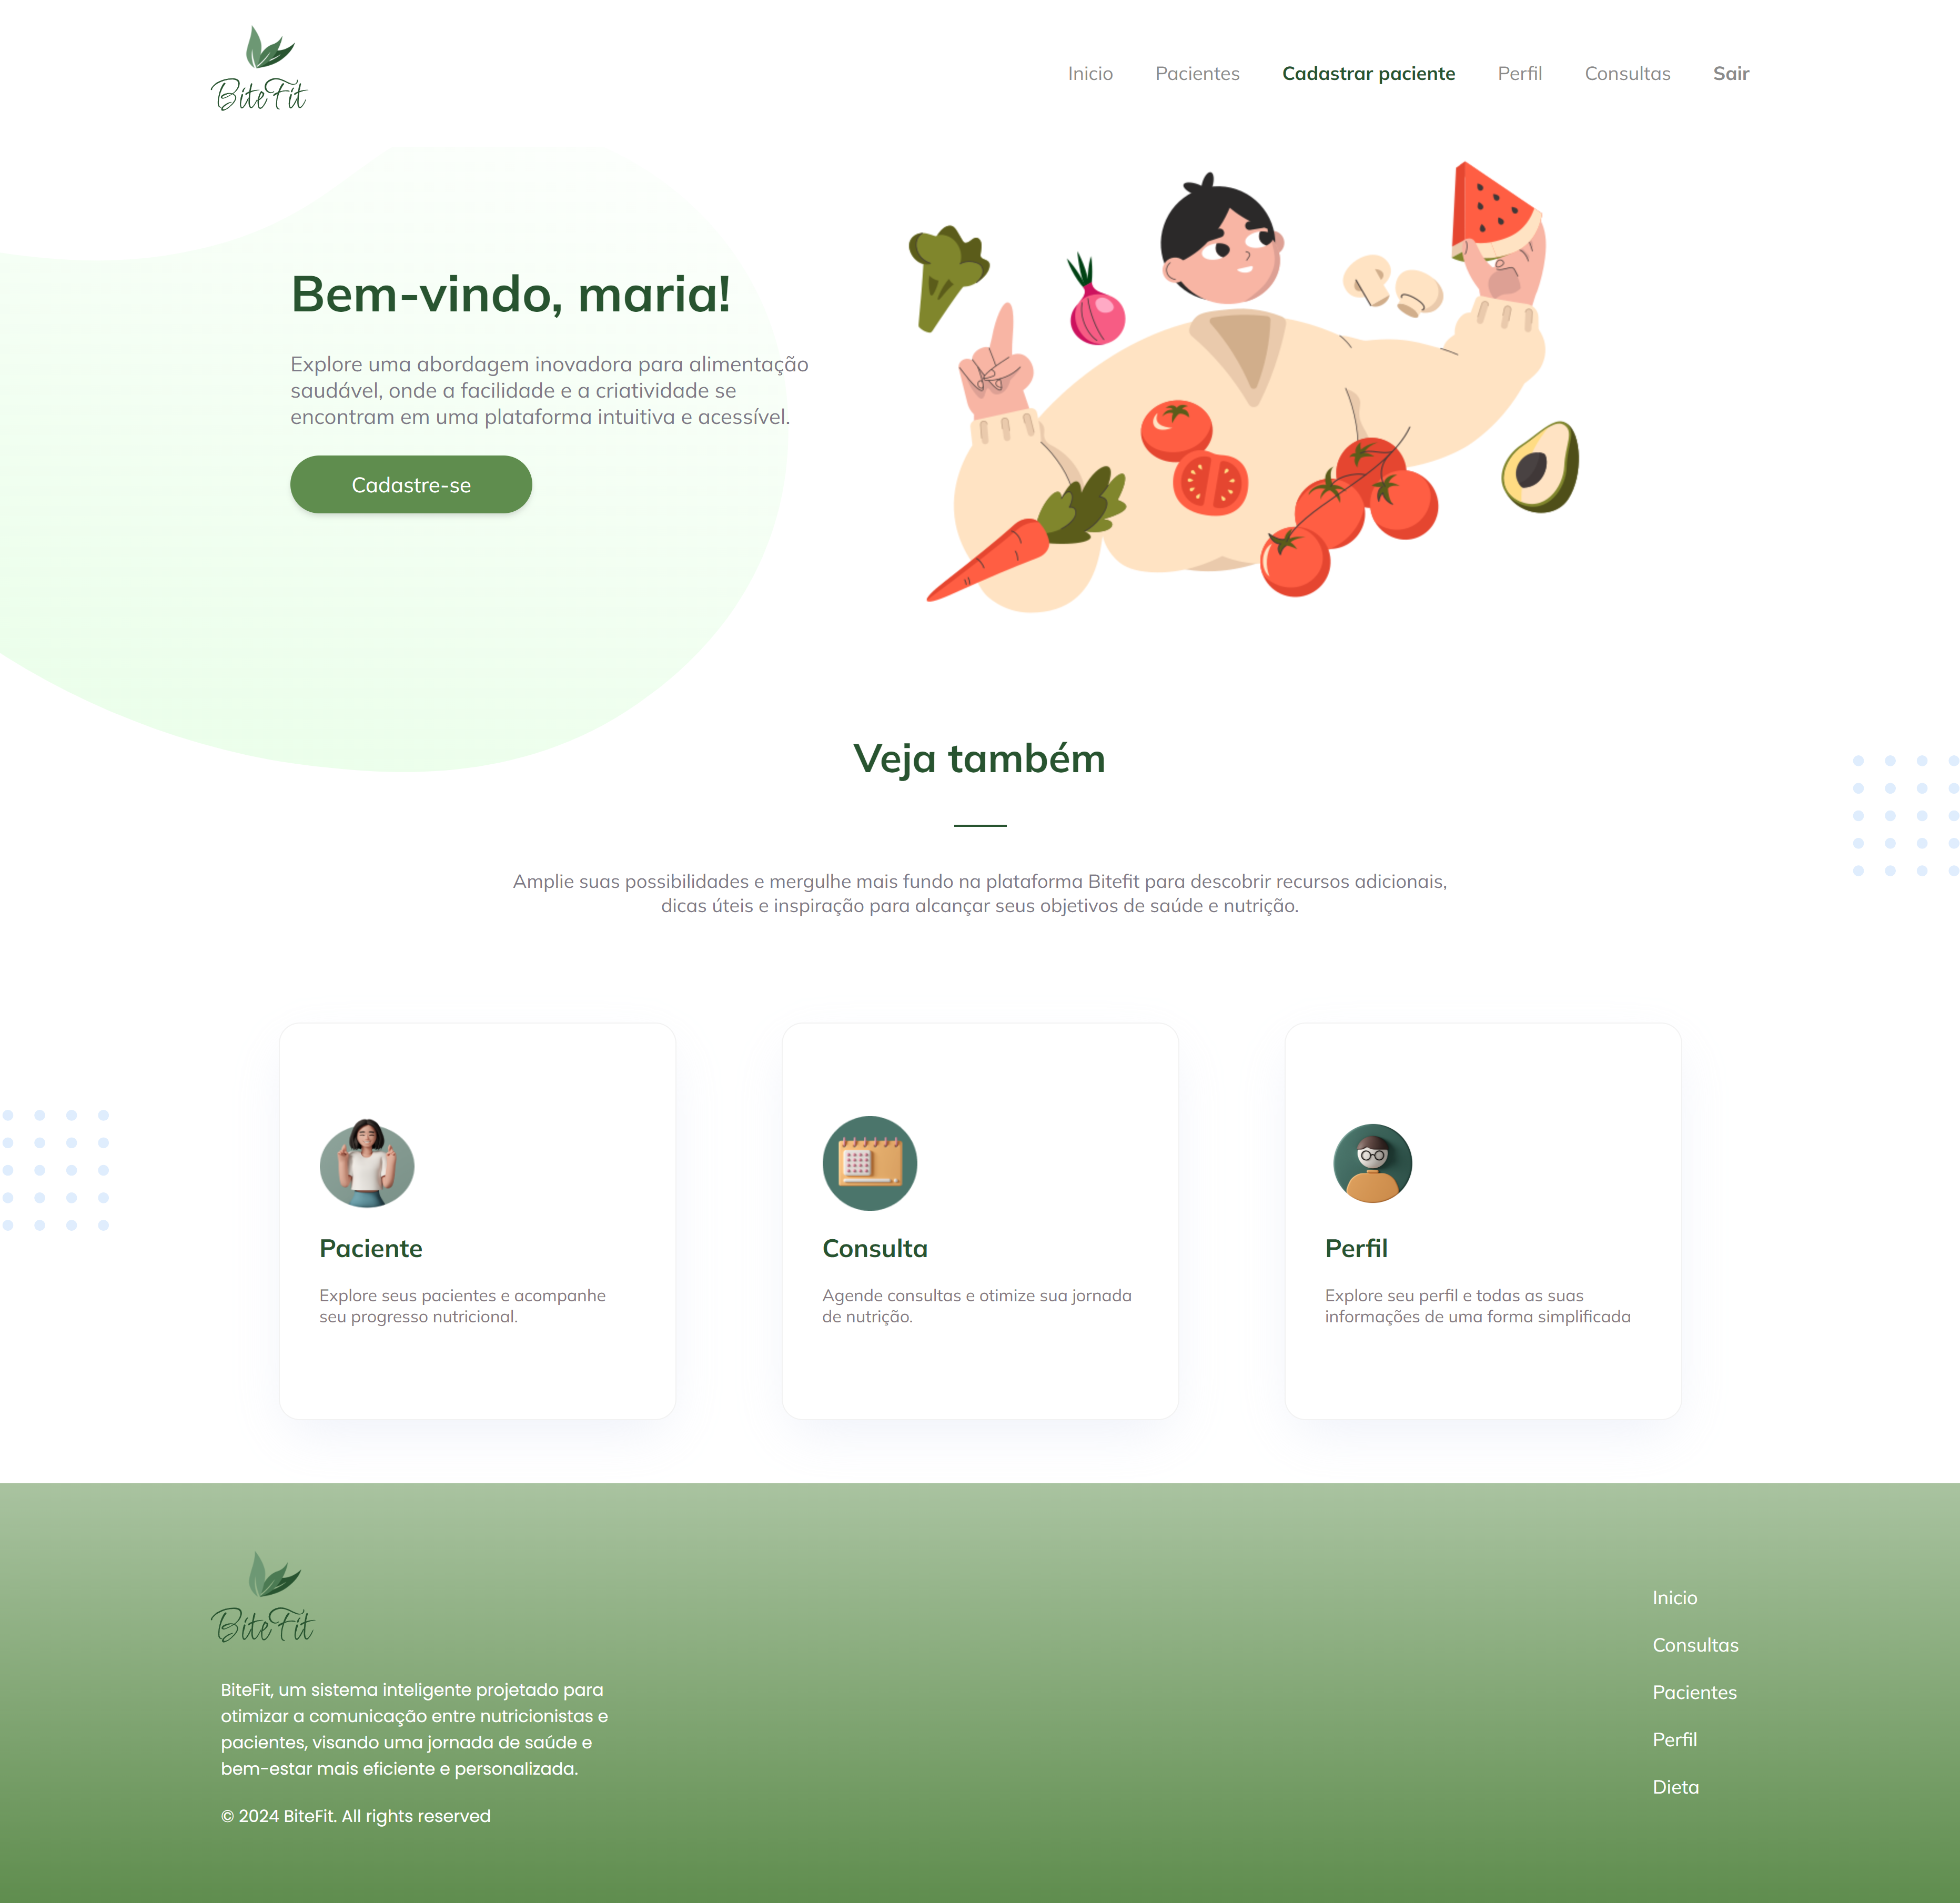 BiteFit
Inicio Pacientes Cadastrar paciente Perfil Consultas Sair
Bem-vindo, maria!
Explore uma abordagem inovadora para alimentação
saudável, onde a facilidade e a criatividade se
encontram em uma plataforma intuitiva e acessível.
Cadastre-se
Veja também
Amplie suas possibilidades e mergulhe mais fundo na plataforma Bitefit para descobrir recursos adicionais,
dicas úteis e inspiração para alcançar seus objetivos de saúde e nutrição.
Paciente
Explore seus pacientes e acompanhe
seu progresso nutricional.
Consulta
Agende consultas e otimize sua jornada
de nutrição.
Perfil
Explore seu perfil e todas as suas
informações de uma forma simplificada
BiteFit
BiteFit, um sistema inteligente projetado para
otimizar a comunicação entre nutricionistas e
pacientes, visando uma jornada de saúde e
bem-estar mais eficiente e personalizada.
© 2024 BiteFit. All rights reserved
Inicio
Consultas
Pacientes
Perfil
Dieta